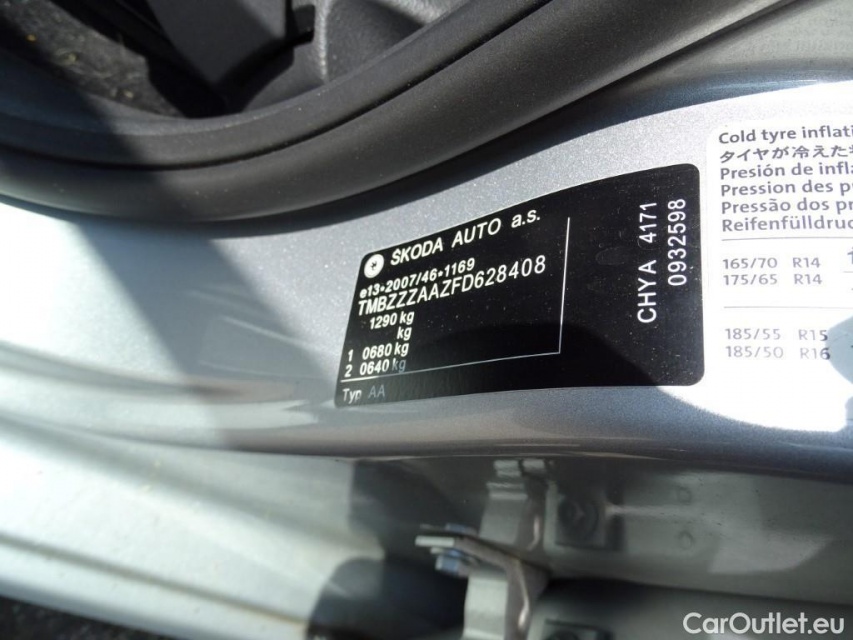 ŠKODA AUTO a.s.
e13*2007/46*1169
TMBZZZAAZFD628408
1290 kg
kg
1 0680 kg
2 0640 kg
Typ AA
CHYA 4171
0932598
Cold tyre inflati
タイヤが冷えた
Presión de infl
Pression des p
Pressão dos pr
Reifenfülldruc
165/70 R14
175/65 R14
185/55 R15
185/50 R16
CarOutlet.eu